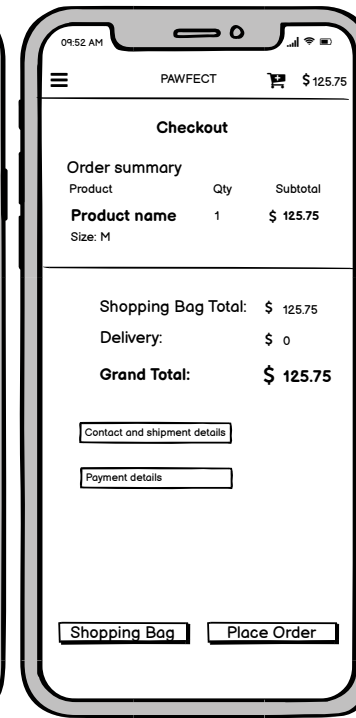 09:52 AM
PAWFECT $ 125.75
Checkout
Order summary
Product Qty Subtotal
Product name 1 $ 125.75
Size: M
Shopping Bag Total: $ 125.75
Delivery: $ 0
Grand Total: $ 125.75
Contact and shipment details
Payment details
Shopping Bag Place Order